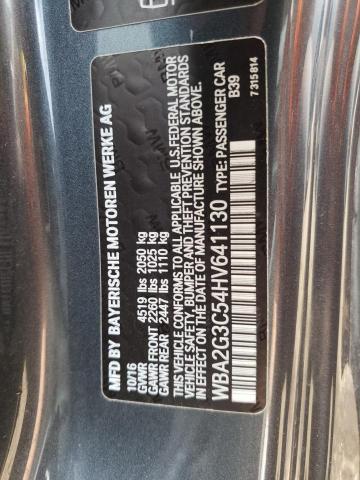 MFD BY BAYERISCHE MOTOREN WERKE AG
10/16
GVWR 4519 lbs 2050 kg
GAWR FRONT 2260 lbs 1025 kg
GAWR REAR 2447 lbs 1110 kg
THIS VEHICLE CONFORMS TO ALL APPLICABLE U.S.FEDERAL MOTOR
VEHICLE SAFETY, BUMPER AND THEFT PREVENTION STANDARDS
IN EFFECT ON THE DATE OF MANUFACTURE SHOWN ABOVE.
WBA2G3C54HV641130 TYPE: PASSENGER CAR
B39
7 315 814